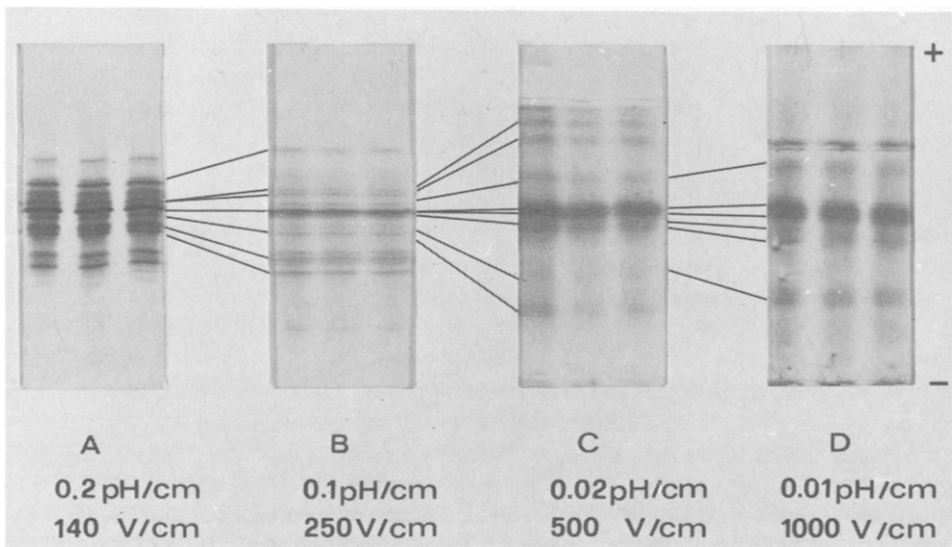 +
−
A B C D
0.2 pH/cm 0.1pH/cm 0.02pH/cm 0.01pH/cm
140 V/cm 250V/cm 500 V/cm 1000 V/cm